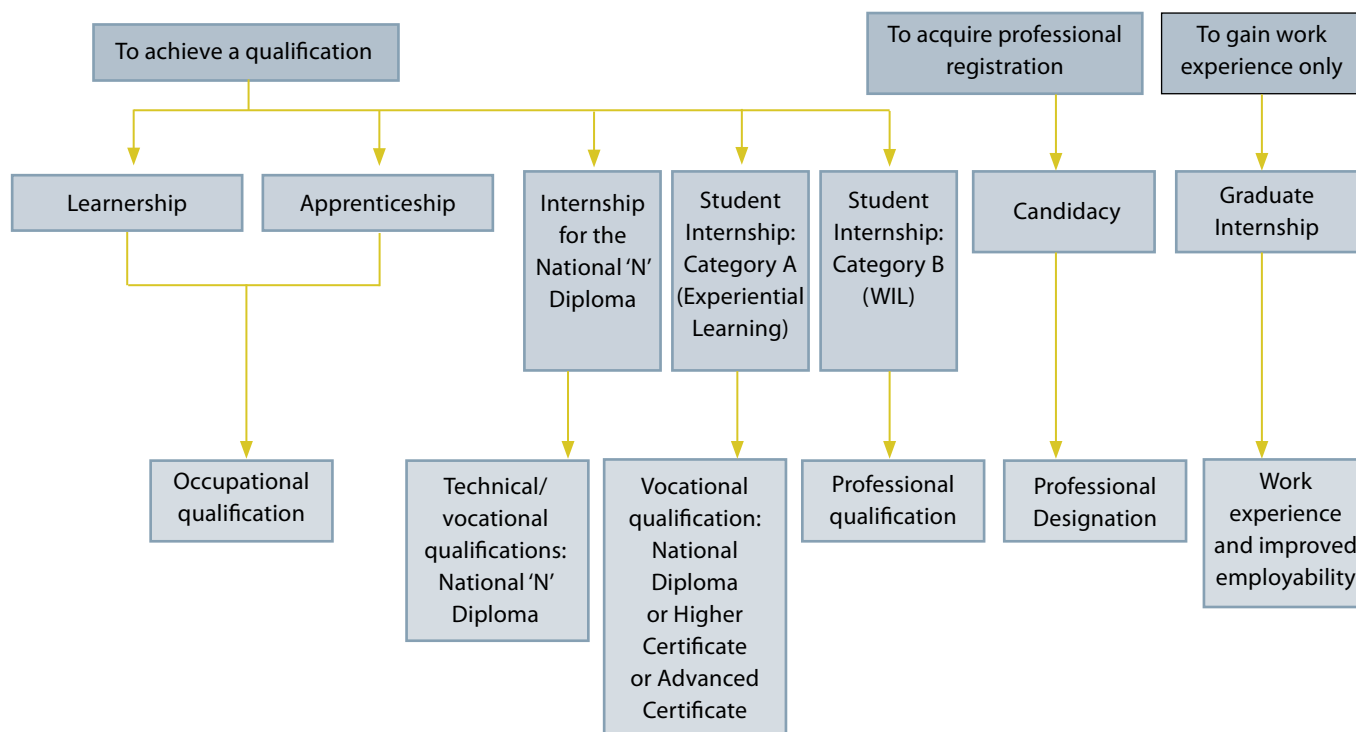 To achieve a qualification
To acquire professional
registration
To gain work
experience only
Learnership
Apprenticeship
Internship
for the
National ‘N’
Diploma
Student
Internship:
Category A
(Experiential
Learning)
Student
Internship:
Category B
(WIL)
Candidacy
Graduate
Internship
Occupational
qualification
Technical/
vocational
qualifications:
National ‘N’
Diploma
Vocational
qualification:
National
Diploma
or Higher
Certificate
or Advanced
Certificate
Professional
qualification
Professional
Designation
Work
experience
and improved
employability